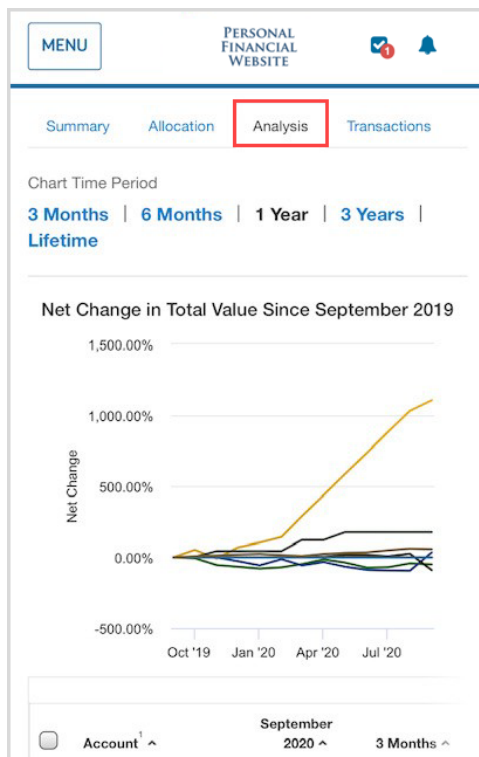 MENU
PERSONAL
FINANCIAL
WEBSITE
1
Summary Allocation Analysis Transactions
Chart Time Period
3 Months | 6 Months | 1 Year | 3 Years |
Lifetime
Net Change in Total Value Since September 2019
1,500.00%
1,000.00%
500.00%
0.00%
-500.00%
Net Change
Oct '19 Jan '20 Apr '20 Jul '20
September
Account¹ 2020 3 Months